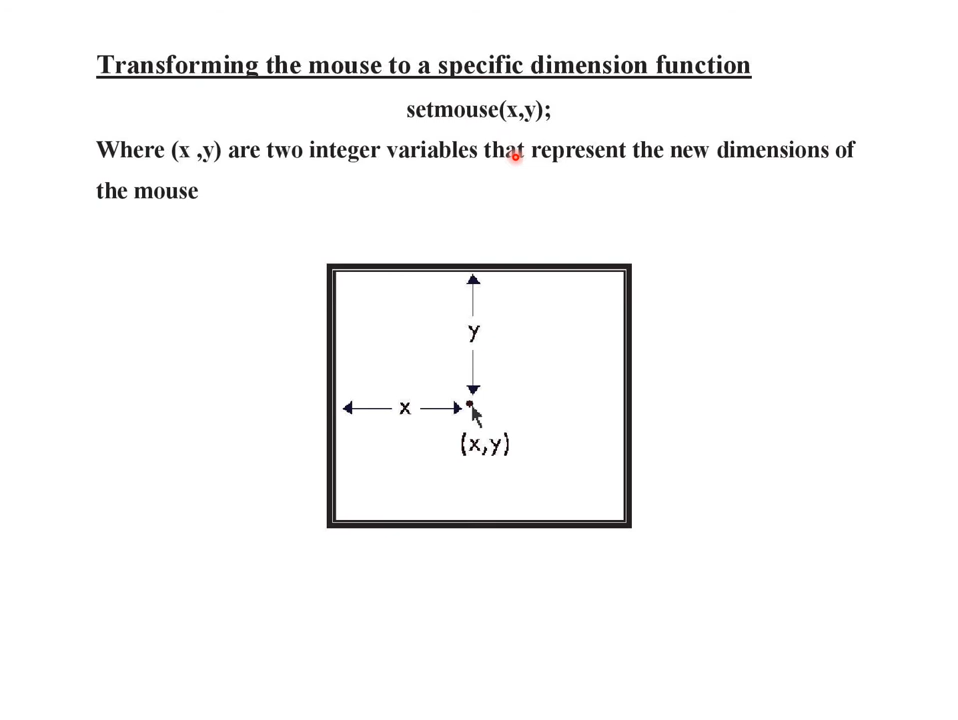 Transforming the mouse to a specific dimension function
setmouse(x,y);
Where (x ,y) are two integer variables that represent the new dimensions of
the mouse
y
x
(x,y)